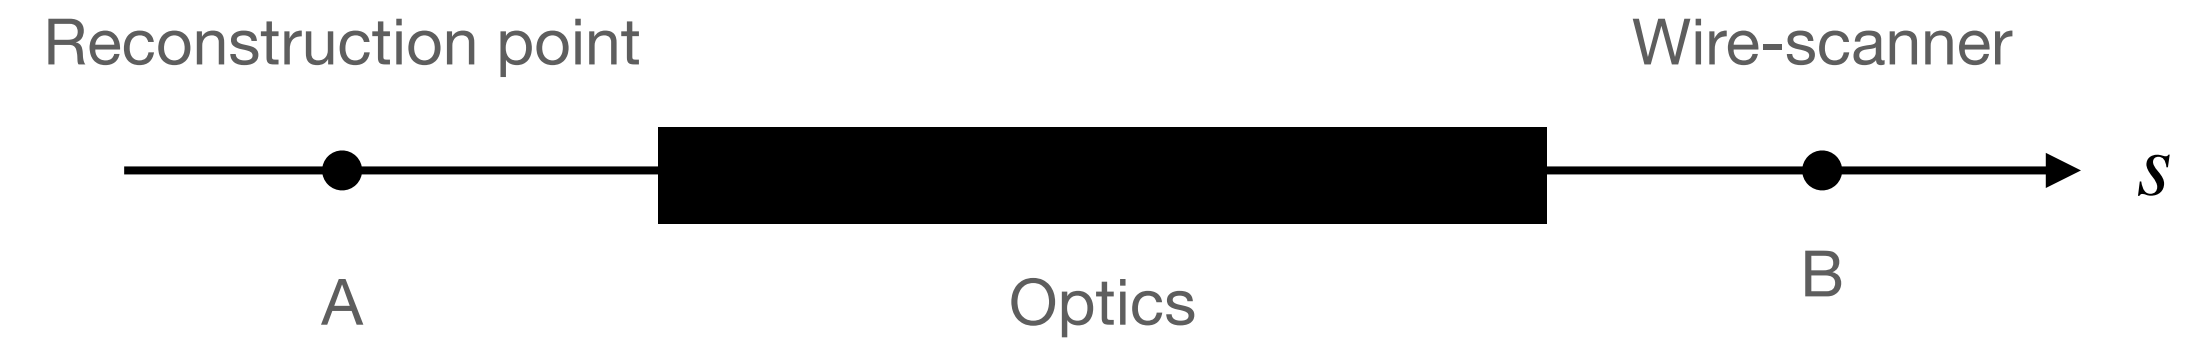 Reconstruction point
Wire-scanner
s
A
Optics
B